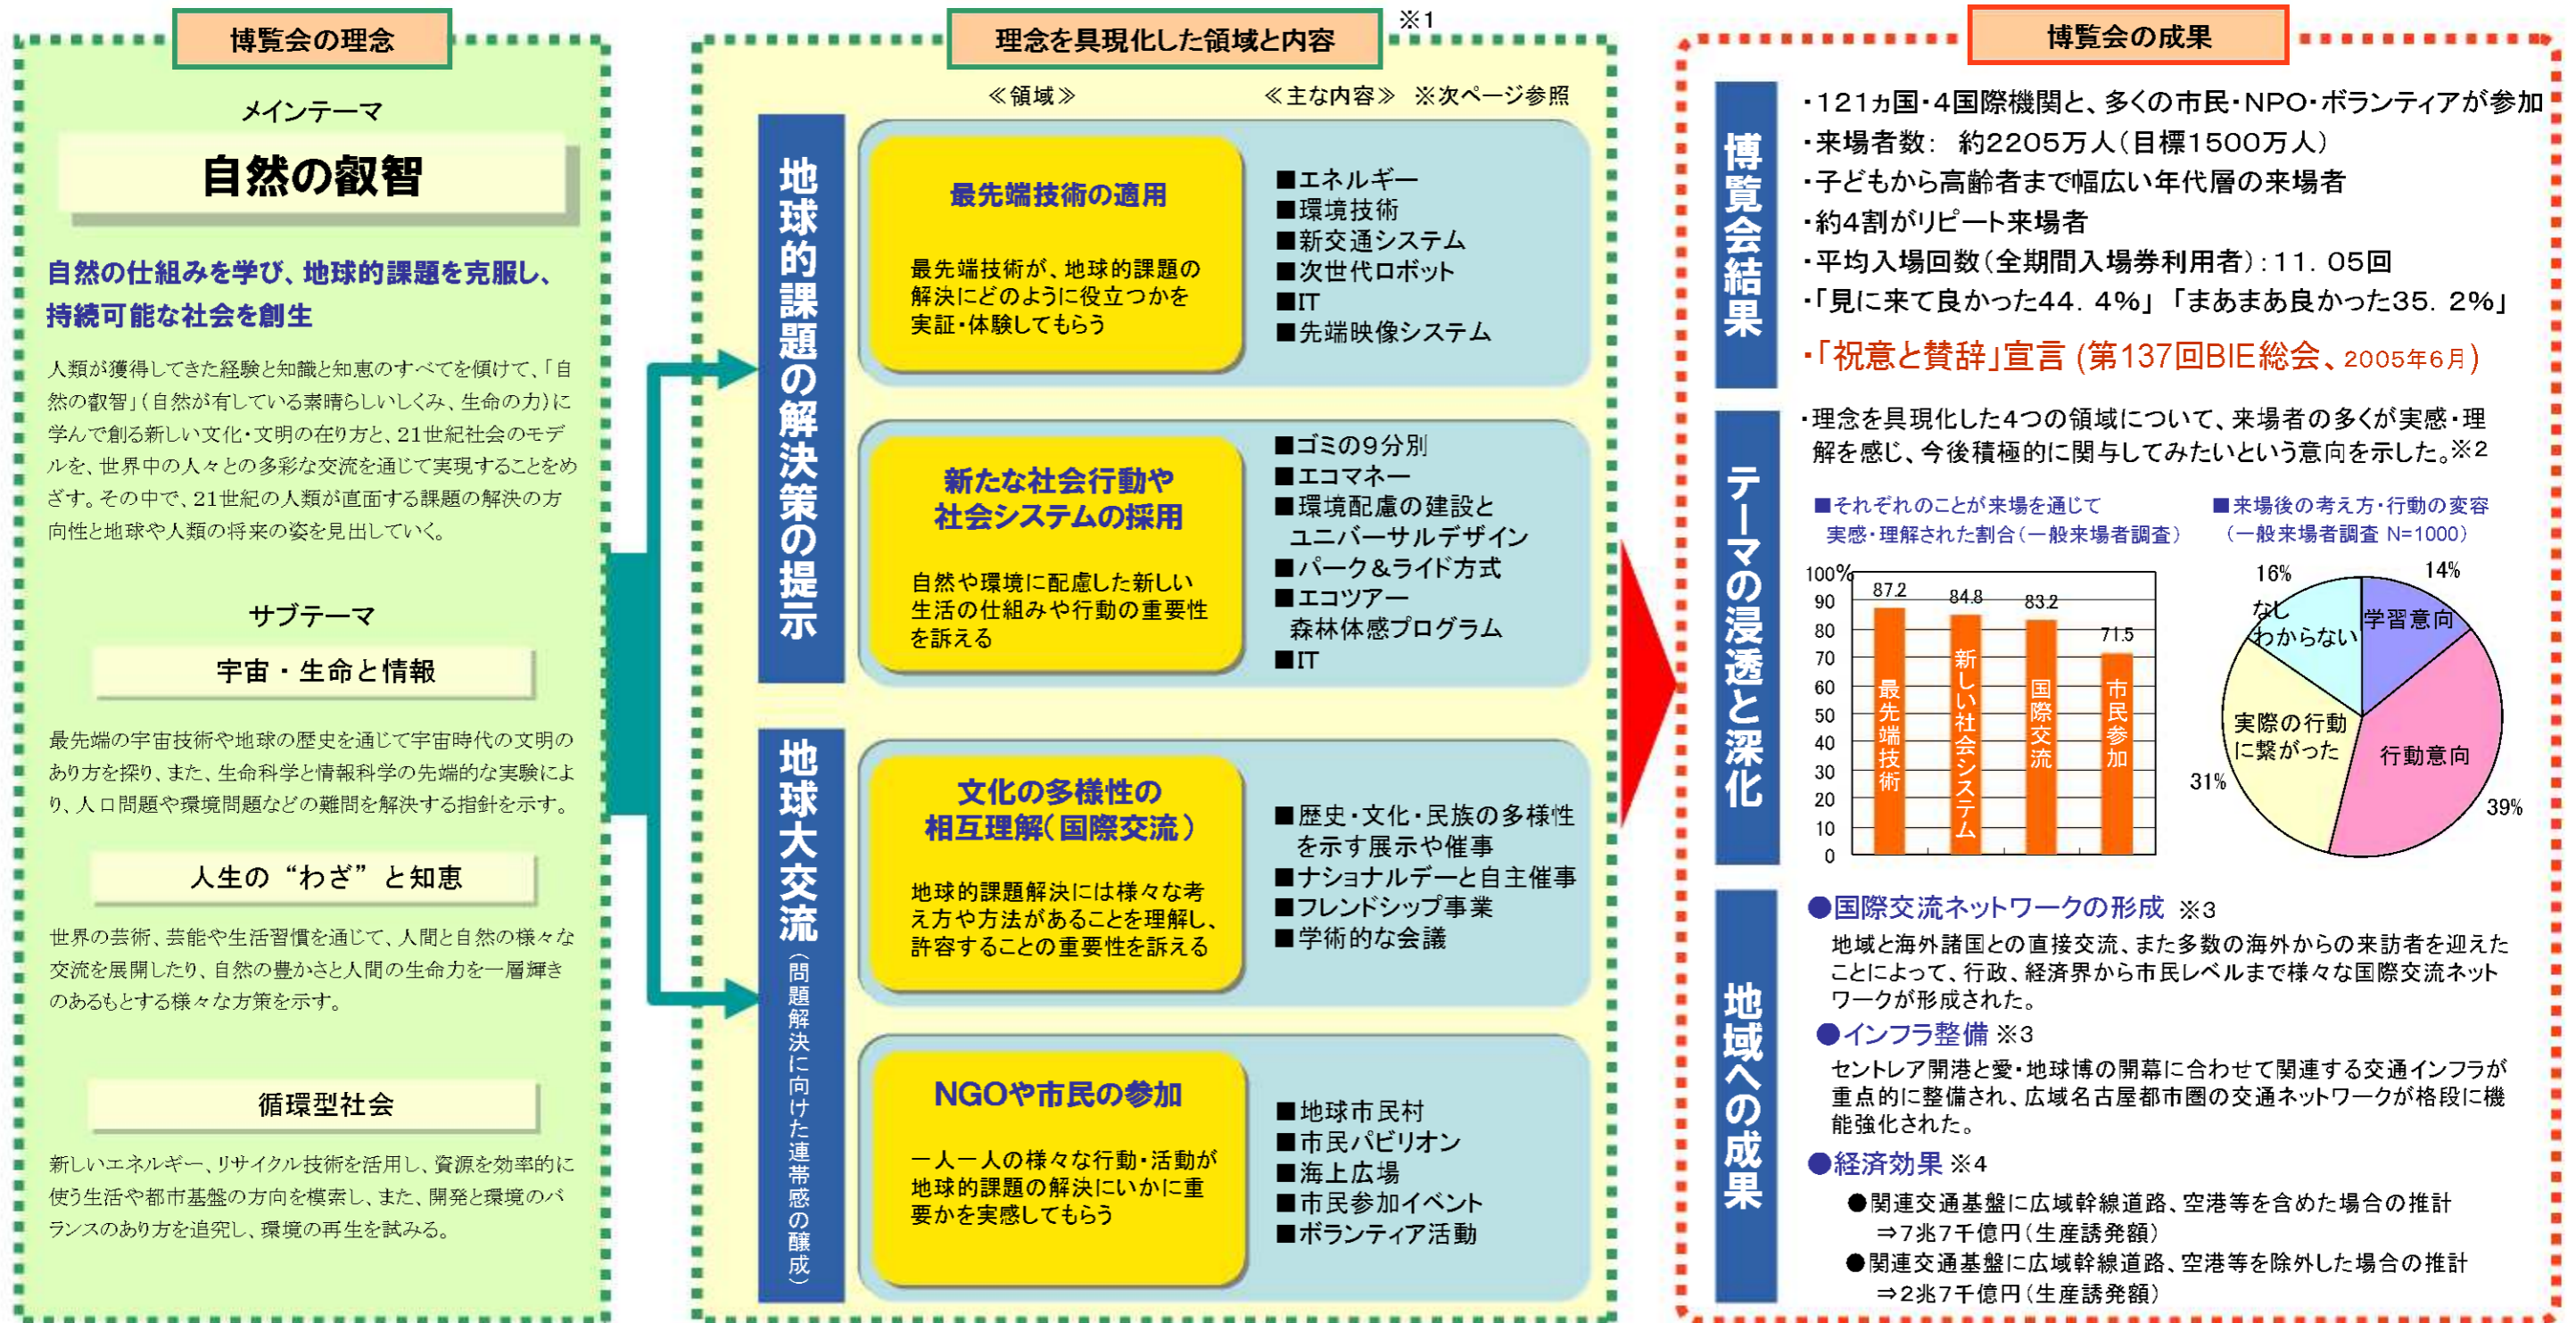 博覧会の理念
メインテーマ
自然の叡智
自然の仕組みを学び、地球的課題を克服し、
持続可能な社会を創生
人類が獲得してきた経験と知識と知恵のすべてを傾けて、「自
然の叡智」(自然が有している素晴らしいしくみ、生命の力)に
学んで創る新しい文化・文明の在り方と、21世紀社会のモデ
ルを、世界中の人々との多彩な交流を通じて実現することをめ
ざす。その中で、21世紀の人類が直面する課題の解決の方
向性と地球や人類の将来の姿を見出していく。
サブテーマ
宇宙・生命と情報
最先端の宇宙技術や地球の歴史を通じて宇宙時代の文明の
あり方を探り、また、生命科学と情報科学の先端的な実験によ
り、人口問題や環境問題などの難問を解決する指針を示す。
人生の“わざ”と知恵
世界の芸術、芸能や生活習慣を通じて、人間と自然の様々な
交流を展開したり、自然の豊かさと人間の生命力を一層輝き
のあるもとする様々な方策を示す。
循環型社会
新しいエネルギー、リサイクル技術を活用し、資源を効率的に
使う生活や都市基盤の方向を模索し、また、開発と環境のバ
ランスのあり方を追究し、環境の再生を試みる。
理念を具現化した領域と内容
※1
≪領域≫
≪主な内容≫ ※次ページ参照
地球的課題の解決策の提示
最先端技術の適用
最先端技術が、地球的課題の
解決にどのように役立つかを
実証・体験してもらう
■エネルギー
■環境技術
■新交通システム
■次世代ロボット
■IT
■先端映像システム
新たな社会行動や
社会システムの採用
自然や環境に配慮した新しい
生活の仕組みや行動の重要性
を訴える
■ゴミの9分別
■エコマネー
■環境配慮の建設と
ユニバーサルデザイン
■パーク&ライド方式
■エコツアー
森林体感プログラム
■IT
地球大交流(問題解決に向けた連帯感の醸成)
文化の多様性の
相互理解(国際交流)
地球的課題解決には様々な考
え方や方法があることを理解し、
許容することの重要性を訴える
■歴史・文化・民族の多様性
を示す展示や催事
■ナショナルデーと自主催事
■フレンドシップ事業
■学術的な会議
NGOや市民の参加
一人一人の様々な行動・活動が
地球的課題の解決にいかに重
要かを実感してもらう
■地球市民村
■市民パビリオン
■海上広場
■市民参加イベント
■ボランティア活動
博覧会の成果
博覧会結果
・121ヵ国・4国際機関と、多くの市民・NPO・ボランティアが参加
・来場者数: 約2205万人(目標1500万人)
・子どもから高齢者まで幅広い年代層の来場者
・約4割がリピート来場者
・平均入場回数(全期間入場券利用者):11.05回
・「見に来て良かった44.4%」「まあまあ良かった35.2%」
・「祝意と賛辞」宣言 (第137回BIE総会、2005年6月)
テーマの浸透と深化
・理念を具現化した4つの領域について、来場者の多くが実感・理
解を感じ、今後積極的に関与してみたいという意向を示した。※2
■それぞれのことが来場を通じて
実感・理解された割合(一般来場者調査)
100%
90
80
70
60
50
40
30
20
10
0
87.2
84.8
83.2
71.5
最先端技術
新しい社会システム
国際交流
市民参加
■来場後の考え方・行動の変容
(一般来場者調査 N=1000)
16%
14%
なし
わからない
学習意向
実際の行動
に繋がった
行動意向
31%
39%
地域への成果
●国際交流ネットワークの形成 ※3
地域と海外諸国との直接交流、また多数の海外からの来訪者を迎えた
ことによって、行政、経済界から市民レベルまで様々な国際交流ネット
ワークが形成された。
●インフラ整備 ※3
セントレア開港と愛・地球博の開幕に合わせて関連する交通インフラが
重点的に整備され、広域名古屋都市圏の交通ネットワークが格段に機
能強化された。
●経済効果 ※4
●関連交通基盤に広域幹線道路、空港等を含めた場合の推計
⇒7兆7千億円(生産誘発額)
●関連交通基盤に広域幹線道路、空港等を除外した場合の推計
⇒2兆7千億円(生産誘発額)